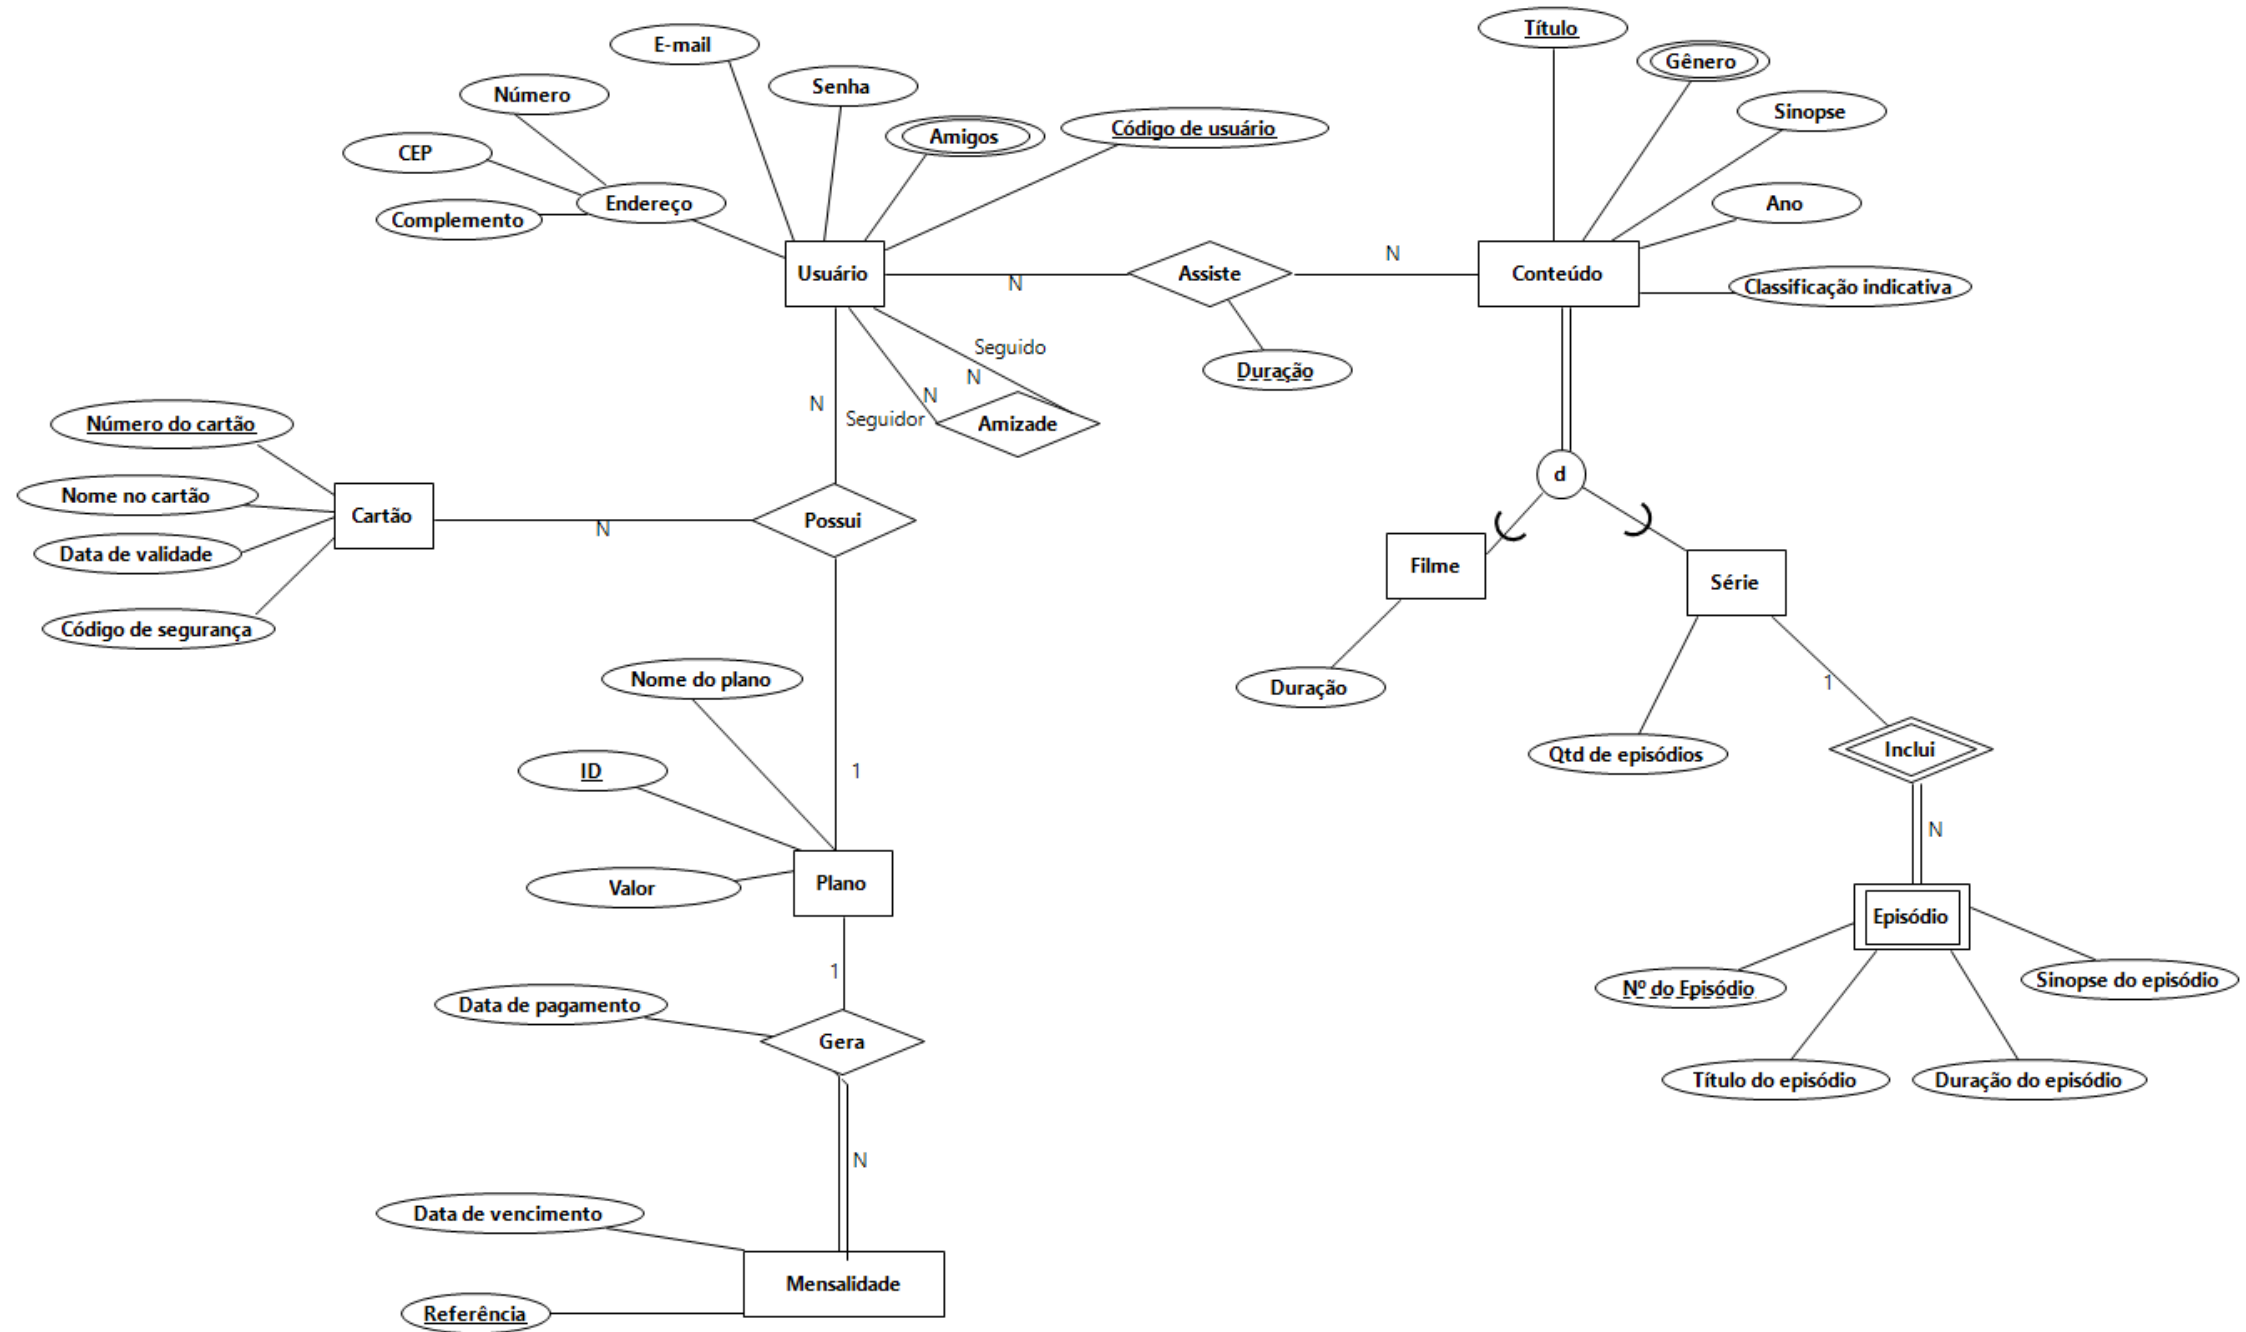 Título
E-mail
Gênero
Senha
Número
Sinopse
Amigos
Código de usuário
CEP
Endereço
Ano
Complemento
N
Usuário
Assiste
Conteúdo
N
Classificação indicativa
Seguido
Duração
N
N
N
Seguidor
Amizade
Número do cartão
d
Nome no cartão
Cartão
Possui
N
Data de validade
Filme
Série
Código de segurança
Nome do plano
Duração
1
Inclui
Qtd de episódios
ID
1
N
Plano
Valor
Episódio
1
Sinopse do episódio
Nº do Episódio
Data de pagamento
Gera
Título do episódio
Duração do episódio
N
Data de vencimento
Mensalidade
Referência